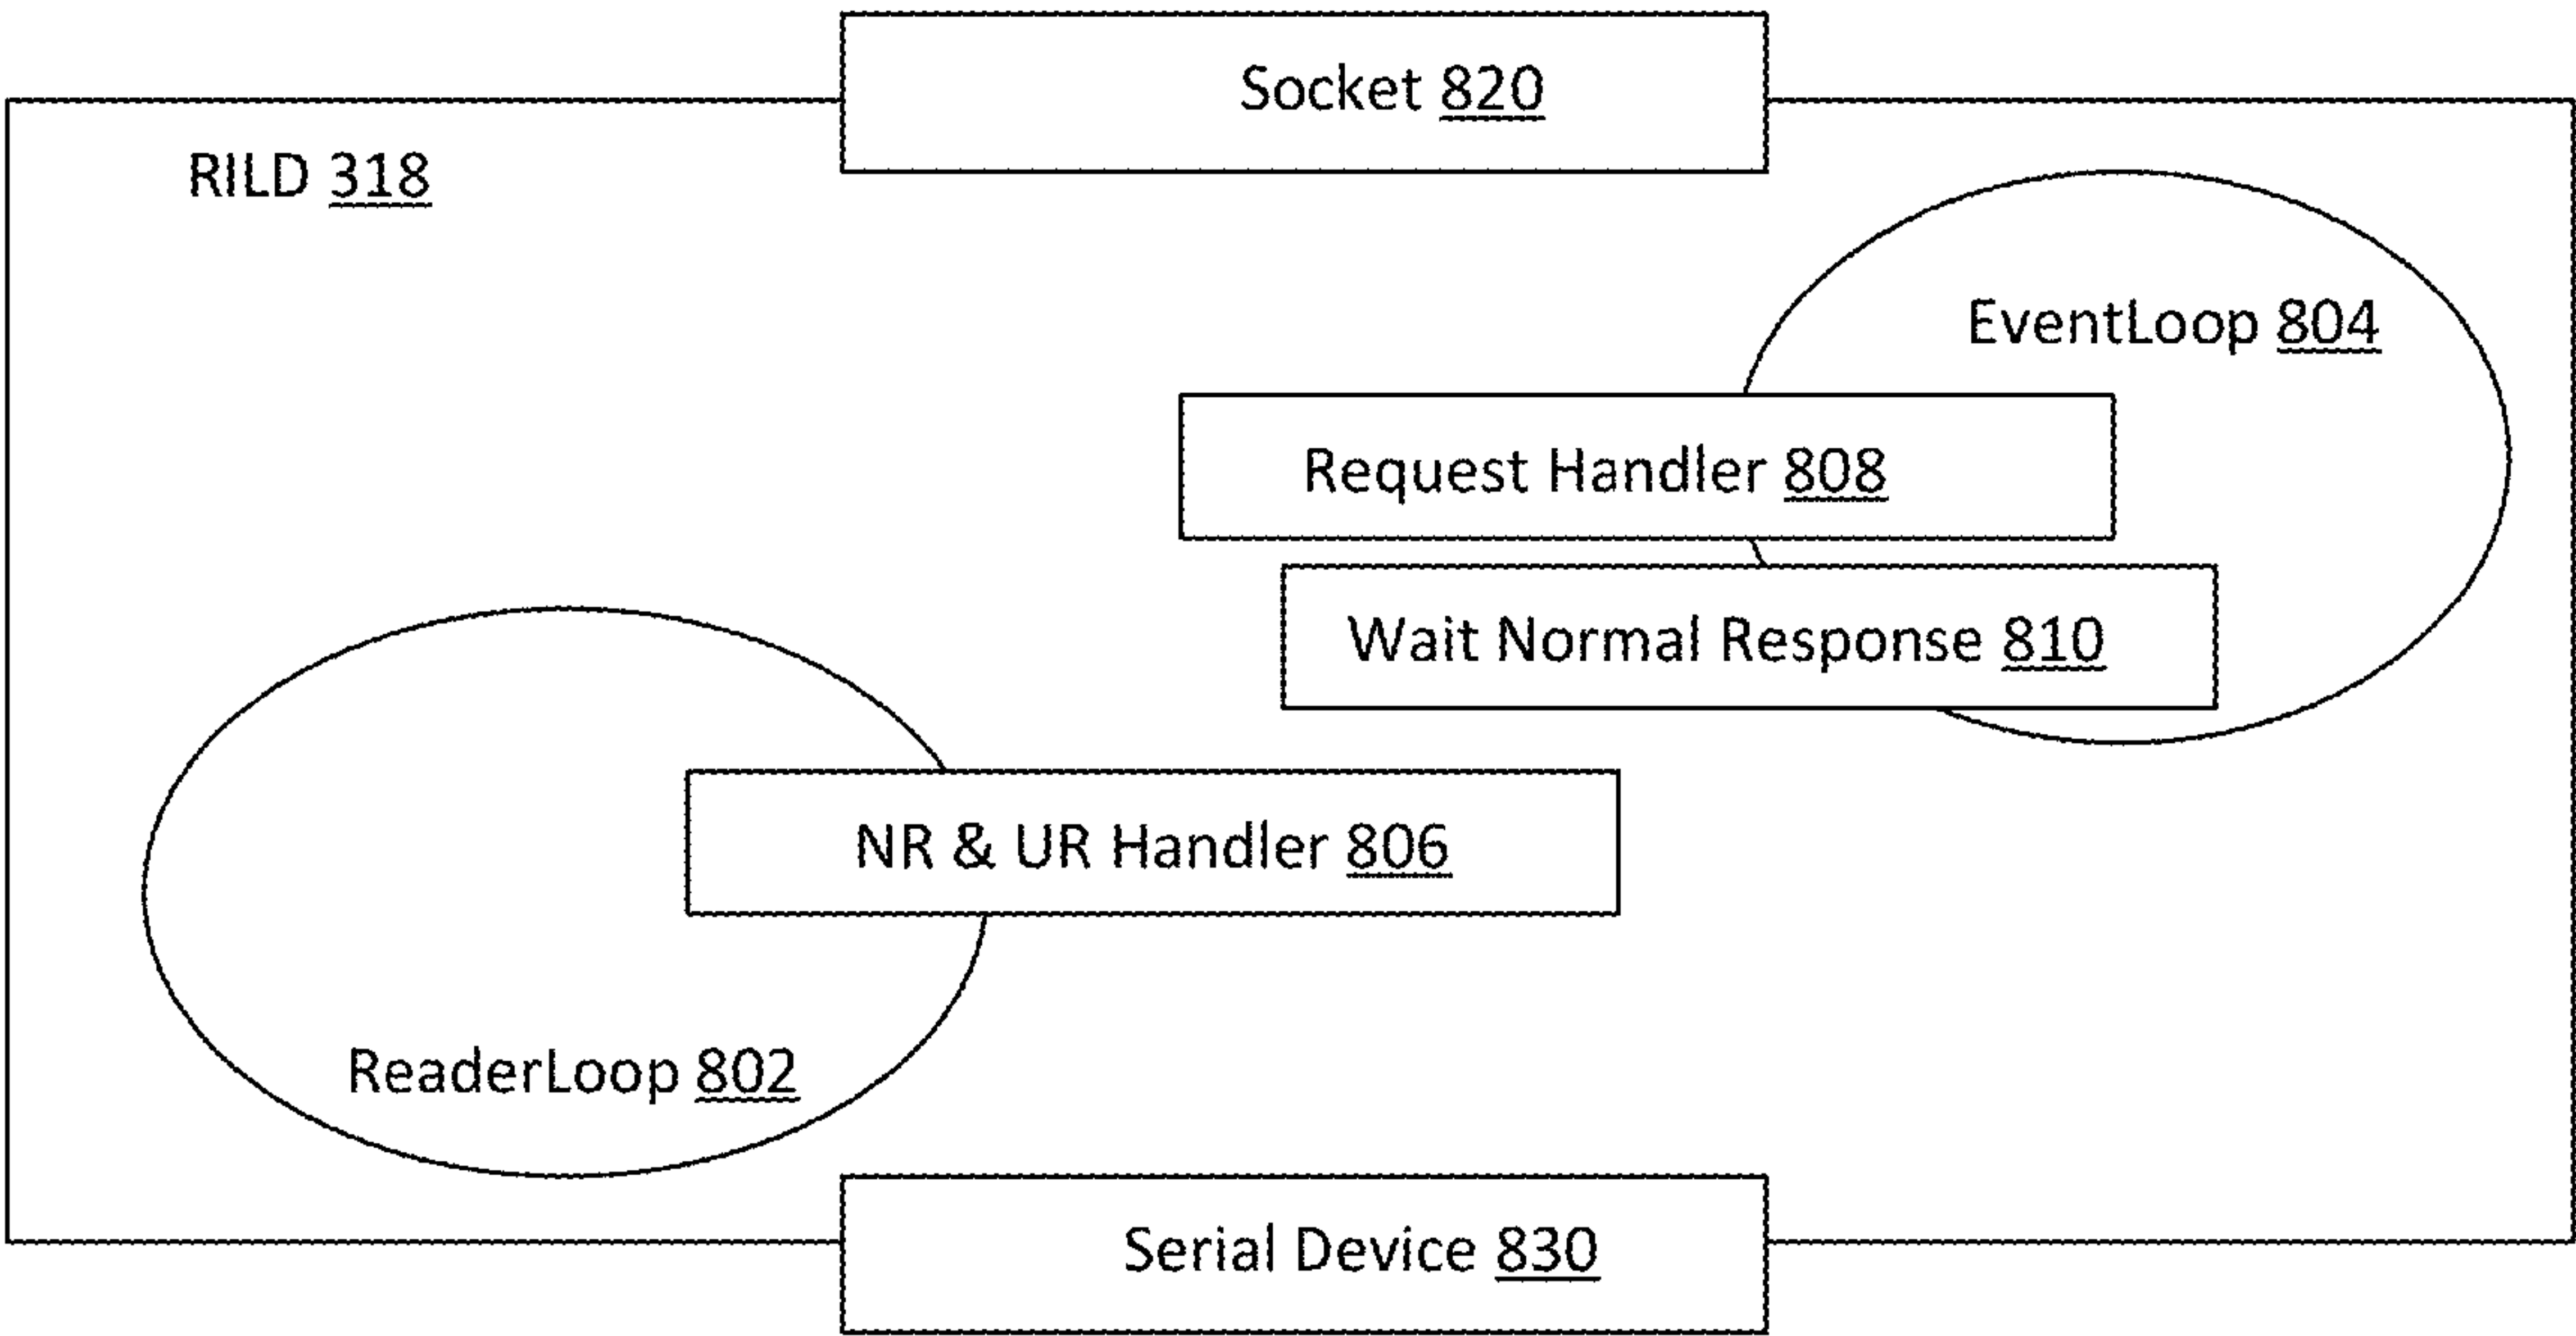 Socket 820
RILD 318
EventLoop 804
Request Handler 808
Wait Normal Response 810
NR & UR Handler 806
ReaderLoop 802
Serial Device 830